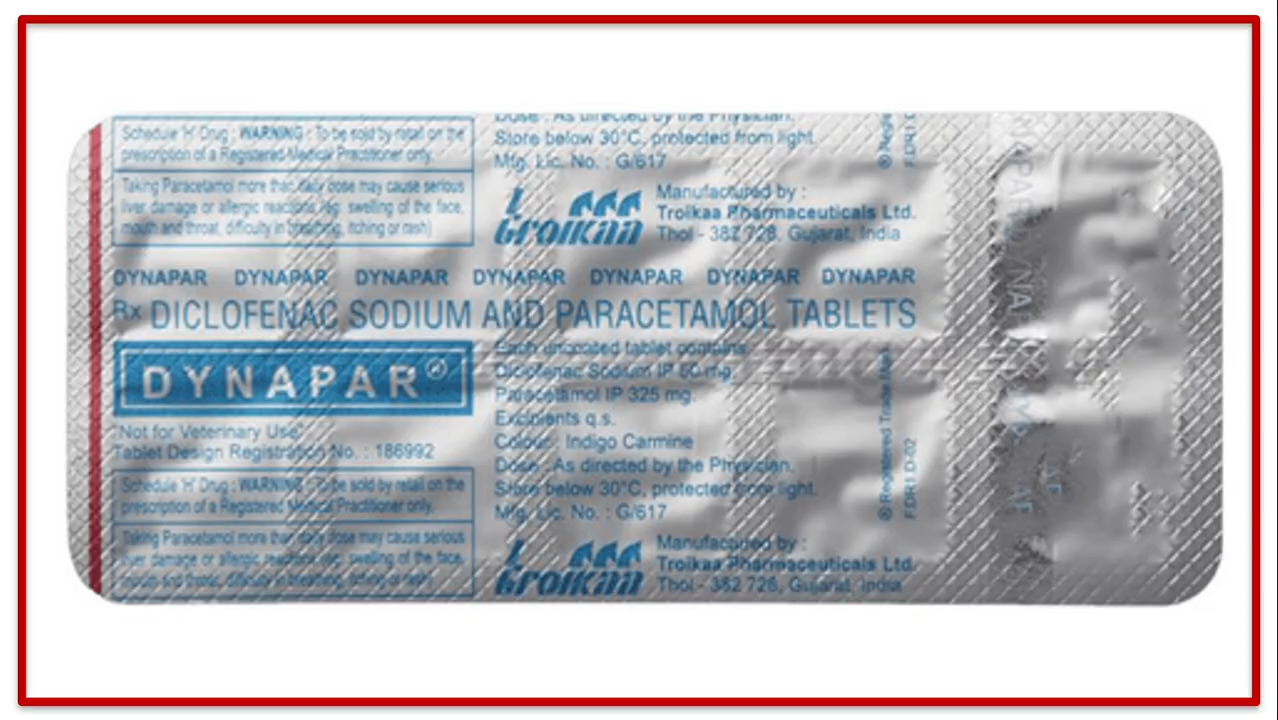 Schedule 'H' Drug : WARNING : To be sold by retail on the
prescription of a Registered Medical Practitioner only.
Taking Paracetamol more than daily dose may cause serious
liver damage or allergic reactions (eg: swelling of the face,
mouth and throat, difficulty in breathing, itching or rash)
Dose : As directed by the Physician.
Store below 30°C, protected from light.
Mfg. Lic. No. : G/617
troikaa
Manufactured by :
Troikaa Pharmaceuticals Ltd.
Thol - 382 728, Gujarat, India
DYNAPAR DYNAPAR DYNAPAR DYNAPAR DYNAPAR DYNAPAR DYNAPAR
Rx DICLOFENAC SODIUM AND PARACETAMOL TABLETS
DYNAPAR®
"Not for Veterinary Use"
Tablet Design Registration No. : 186992
Each uncoated tablet contains:
Diclofenac Sodium IP 50 mg.
Paracetamol IP 325 mg.
Excipients q.s.
Colour : Indigo Carmine
Dose : As directed by the Physician.
Store below 30°C, protected from light.
Mfg. Lic. No. : G/617
® Registered Trade Mark
Schedule 'H' Drug : WARNING : To be sold by retail on the
prescription of a Registered Medical Practitioner only.
Taking Paracetamol more than daily dose may cause serious
liver damage or allergic reactions (eg: swelling of the face,
mouth and throat, difficulty in breathing, itching or rash)
troikaa
Manufactured by :
Troikaa Pharmaceuticals Ltd.
Thol - 382 728, Gujarat, India